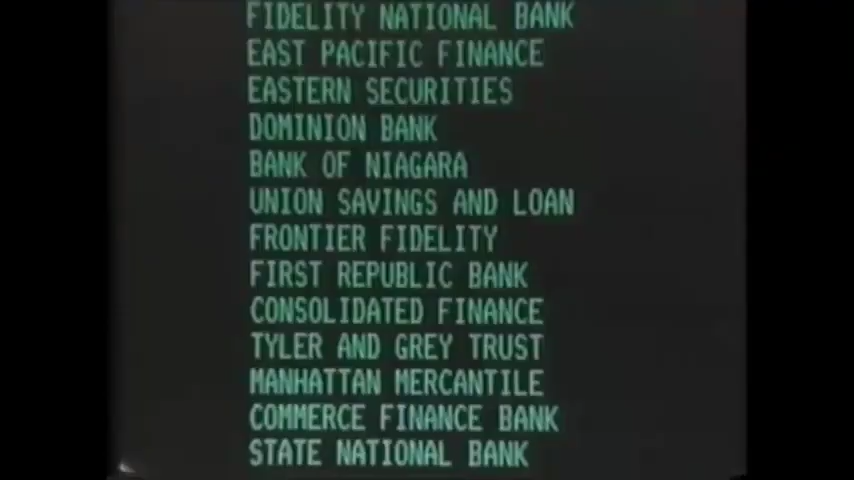 FIDELITY NATIONAL BANK
EAST PACIFIC FINANCE
EASTERN SECURITIES
DOMINION BANK
BANK OF NIAGARA
UNION SAVINGS AND LOAN
FRONTIER FIDELITY
FIRST REPUBLIC BANK
CONSOLIDATED FINANCE
TYLER AND GREY TRUST
MANHATTAN MERCANTILE
COMMERCE FINANCE BANK
STATE NATIONAL BANK